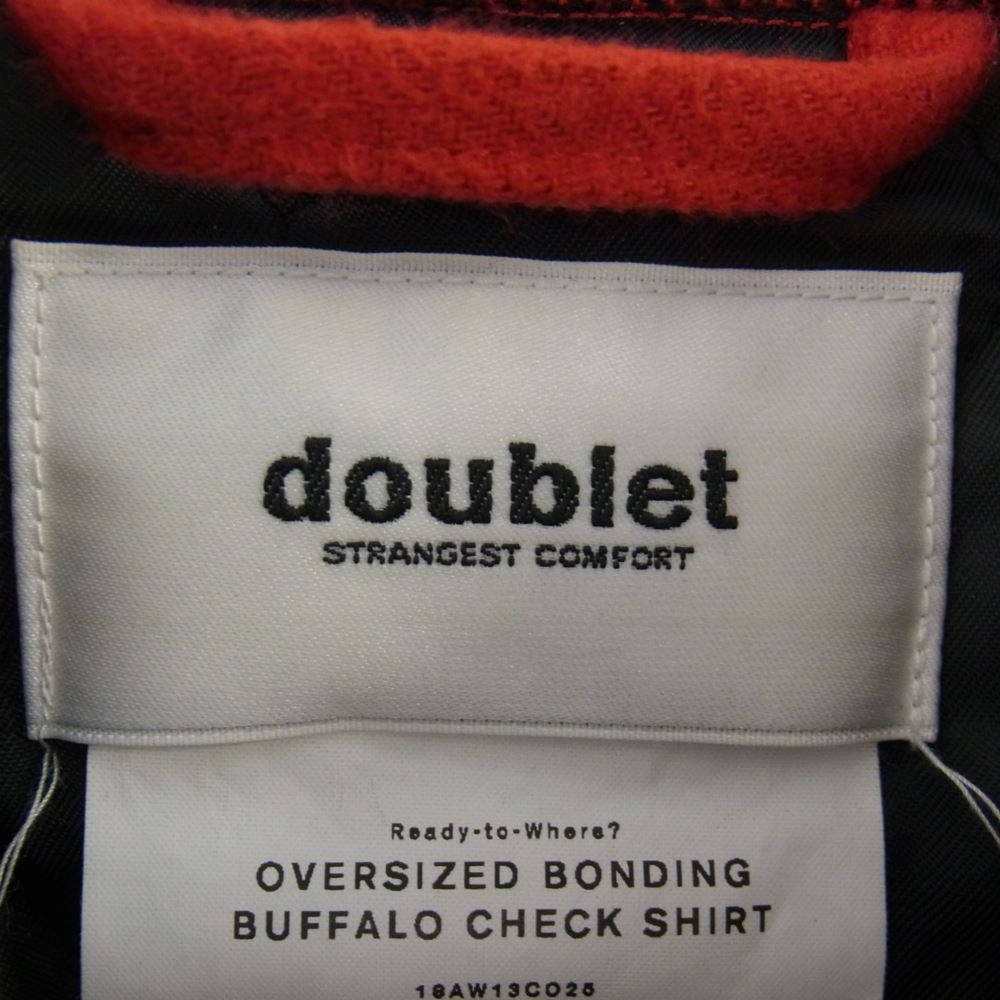 doublet
STRANGEST COMFORT
Ready-to-Where?
OVERSIZED BONDING
BUFFALO CHECK SHIRT
18AW13CO25